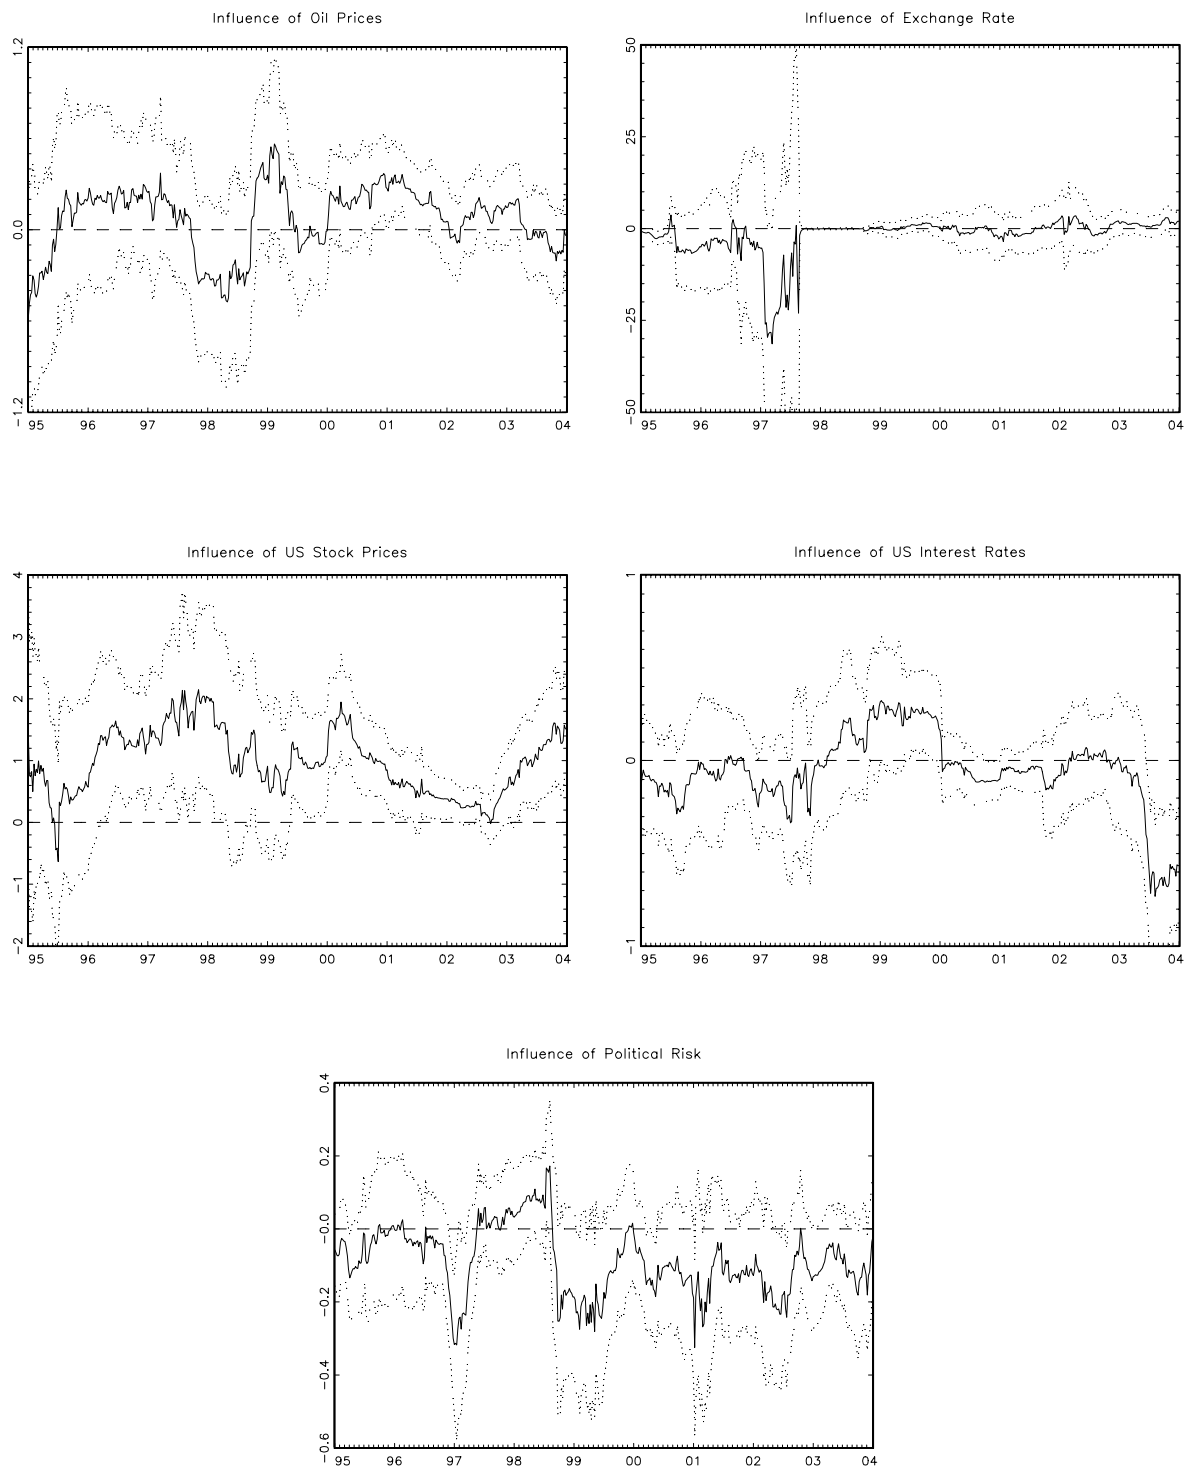 Influence of Oil Prices
1.2
0.0
-1.2
95 96 97 98 99 00 01 02 03 04
Influence of Exchange Rate
50
25
0
-25
-50
95 96 97 98 99 00 01 02 03 04
Influence of US Stock Prices
4
3
2
1
0
-1
-2
95 96 97 98 99 00 01 02 03 04
Influence of US Interest Rates
1
0
-1
95 96 97 98 99 00 01 02 03 04
Influence of Political Risk
0.4
0.2
-0.0
-0.2
-0.4
-0.6
95 96 97 98 99 00 01 02 03 04